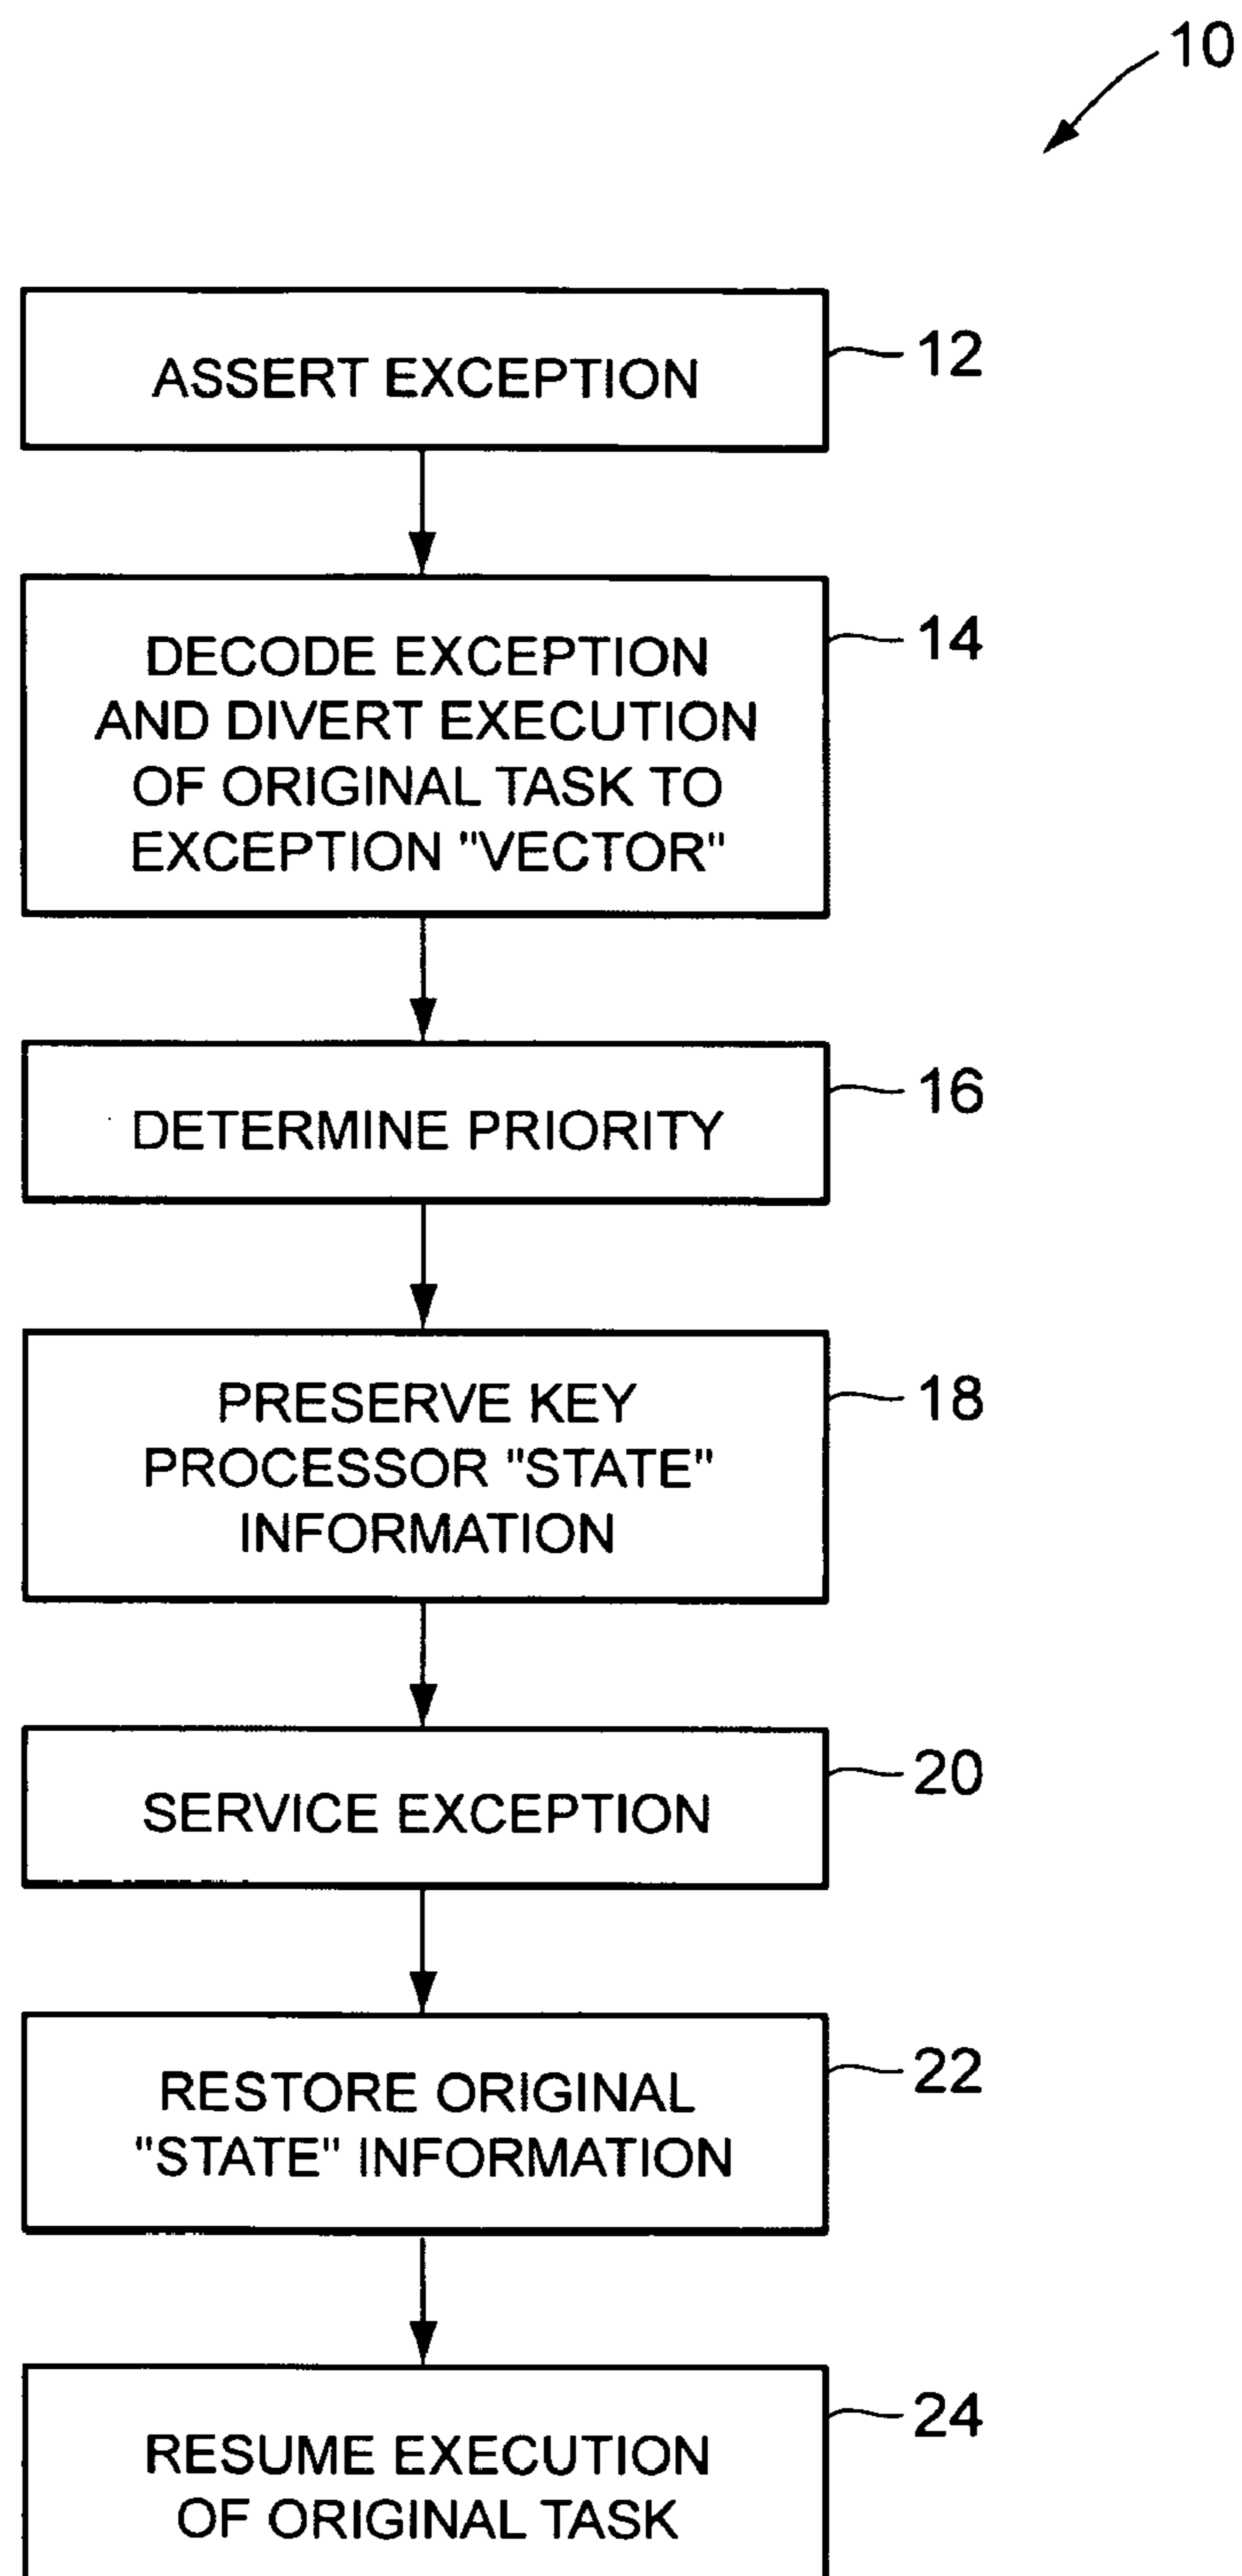 10
ASSERT EXCEPTION
12
DECODE EXCEPTION
AND DIVERT EXECUTION
OF ORIGINAL TASK TO
EXCEPTION "VECTOR"
14
DETERMINE PRIORITY
16
PRESERVE KEY
PROCESSOR "STATE"
INFORMATION
18
SERVICE EXCEPTION
20
RESTORE ORIGINAL
"STATE" INFORMATION
22
RESUME EXECUTION
OF ORIGINAL TASK
24